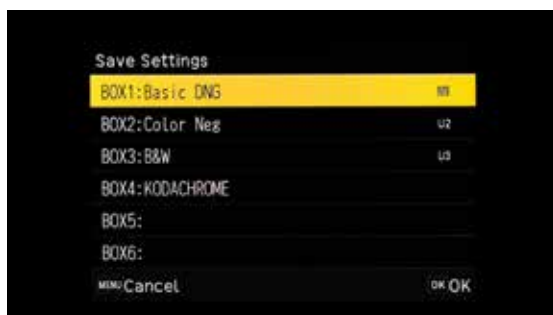 Save Settings
BOX1:Basic DNG
BOX2:Color Neg U2
BOX3:B&W U3
BOX4:KODACHROME
BOX5:
BOX6:
MENU Cancel OK OK